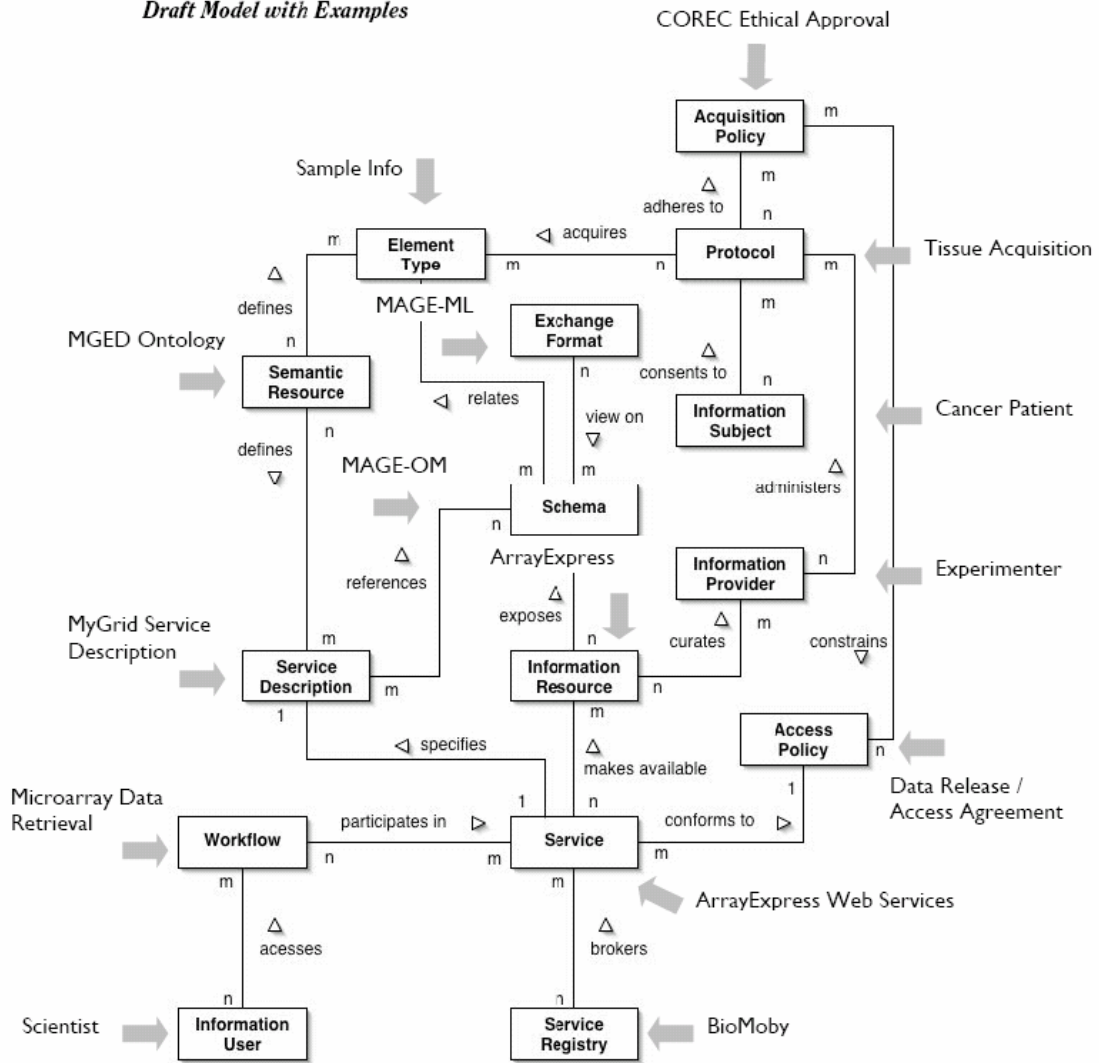 Draft Model with Examples
COREC Ethical Approval
Acquisition
Policy
m
Sample Info
m
adheres to
n
m
Element
Type
acquires
m
n
Protocol
m
Tissue Acquisition
defines
MAGE-ML
Exchange
Format
m
consents to
MGED Ontology
n
Semantic
Resource
relates
n
n
Information
Subject
Cancer Patient
n
defines
view on
MAGE-OM
m
m
administers
Schema
n
ArrayExpress
references
Information
Provider
n
Experimenter
exposes
MyGrid Service
Description
m
n
curates
m
constrains
Service
Description
m
Information
Resource
n
1
m
Access
Policy
n
specifies
makes available
Data Release /
Access Agreement
Microarray Data
Retrieval
1
n
1
Workflow
participates in
Service
conforms to
n
m
m
m
m
ArrayExpress Web Services
acesses
brokers
n
n
Scientist
Information
User
Service
Registry
BioMoby